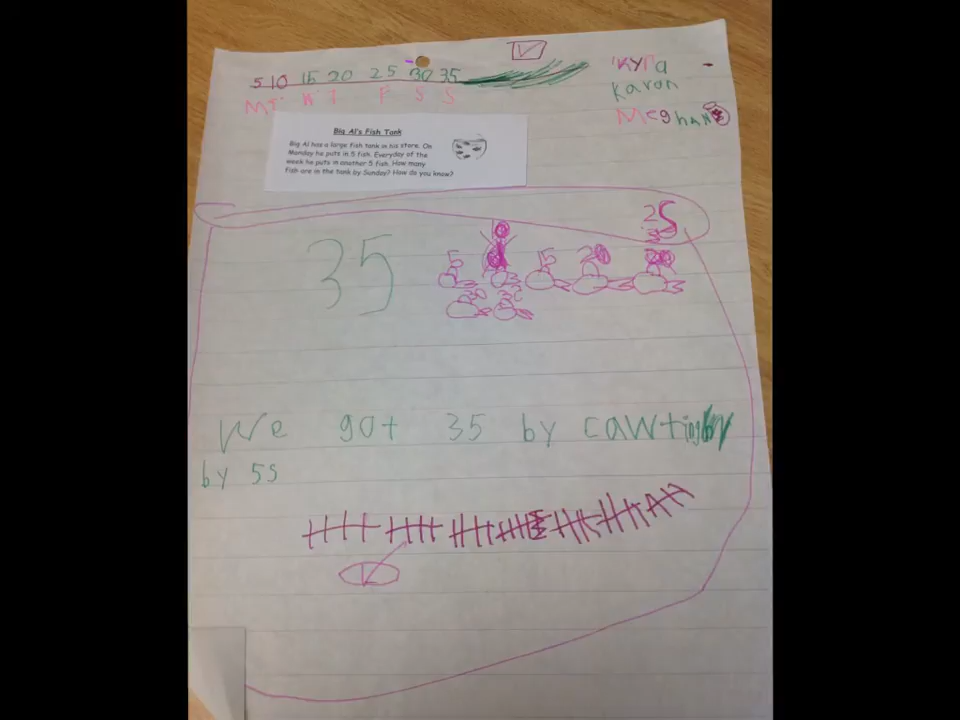 5 10 15 20 25 30 35
M T W T F S S
Kyra
Karon
Meghan
Big Al's Fish Tank
Big Al has a large fish tank in his store. On
Monday he puts in 5 fish. Everyday of the
week he puts in another 5 fish. How many
fish are in the tank by Sunday? How do you know?
25
35
5 5
30
We got 35 by cawting
by 5s